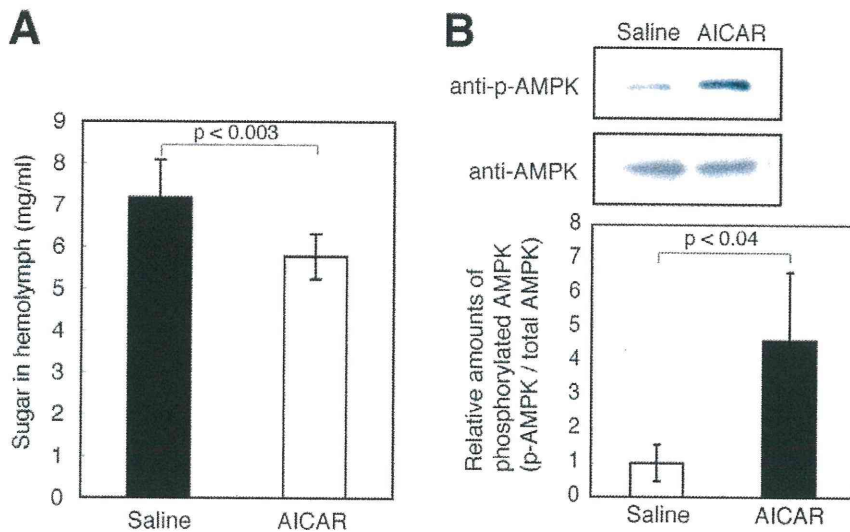 A
Sugar in hemolymph (mg/ml)
9
8
7
6
5
4
3
2
1
0
p < 0.003
Saline
AICAR
B
Saline AICAR
anti-p-AMPK
anti-AMPK
Relative amounts of
phosphorylated AMPK
(p-AMPK / total AMPK)
8
7
6
5
4
3
2
1
0
p < 0.04
Saline
AICAR